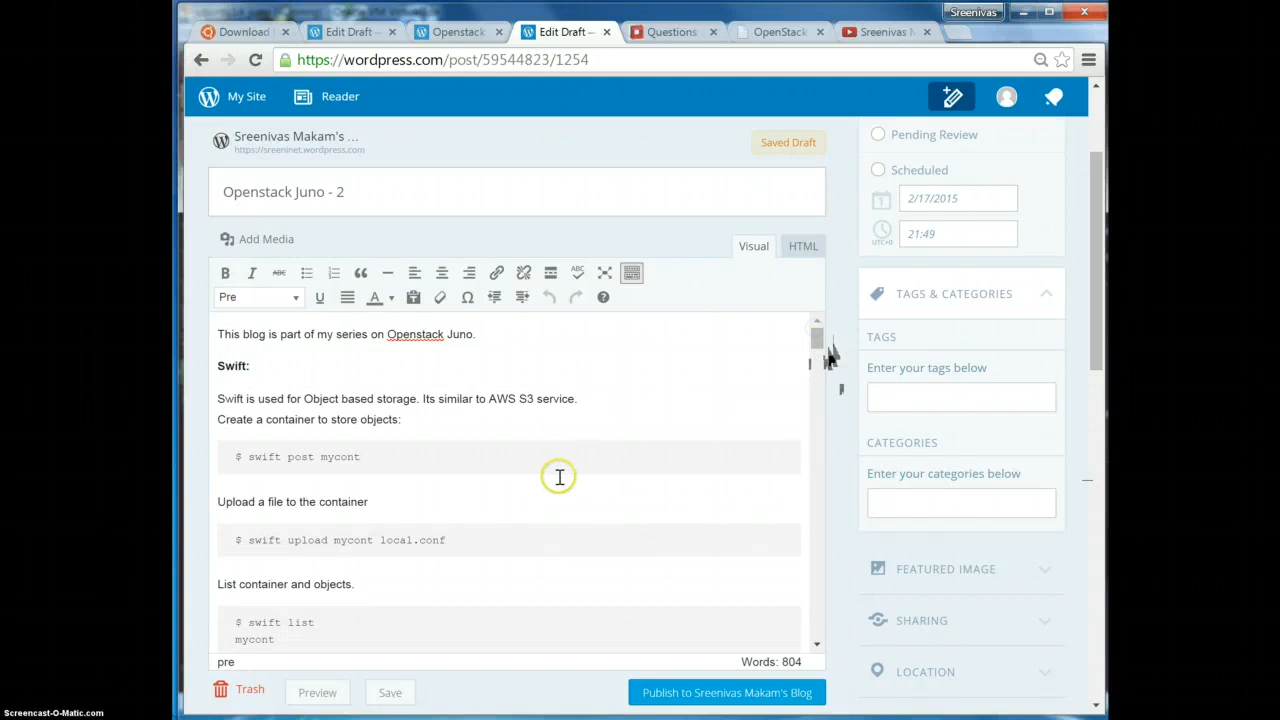 Sreenivas
Download
Edit Draft —
Openstack
Edit Draft —
Questions
OpenStack
Sreenivas M
https://wordpress.com/post/59544823/1254
My Site
Reader
Sreenivas Makam's ...
https://sreeninet.wordpress.com
Saved Draft
Pending Review
Scheduled
2/17/2015
UTC+0
21:49
Openstack Juno - 2
Add Media
Visual
HTML
B I ABC
ABC
Pre
U
A
TAGS & CATEGORIES
TAGS
Enter your tags below
CATEGORIES
Enter your categories below
FEATURED IMAGE
SHARING
LOCATION
This blog is part of my series on Openstack Juno.
Swift:
Swift is used for Object based storage. Its similar to AWS S3 service.
Create a container to store objects:
$ swift post mycont
Upload a file to the container
$ swift upload mycont local.conf
List container and objects.
$ swift list
mycont
pre
Words: 804
Trash
Preview
Save
Publish to Sreenivas Makam's Blog
Screencast-O-Matic.com